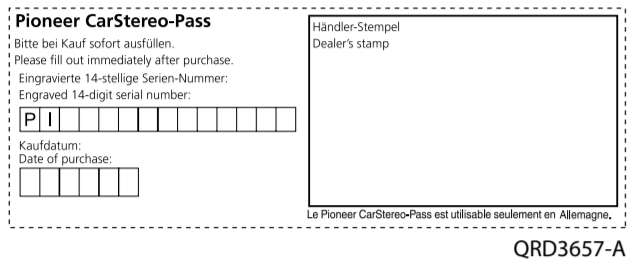 Pioneer CarStereo-Pass
Bitte bei Kauf sofort ausfüllen.
Please fill out immediately after purchase.
Eingravierte 14-stellige Serien-Nummer:
Engraved 14-digit serial number:
P I
Kaufdatum:
Date of purchase:
Händler-Stempel
Dealer's stamp
Le Pioneer CarStereo-Pass est utilisable seulement en Allemagne.
QRD3657-A